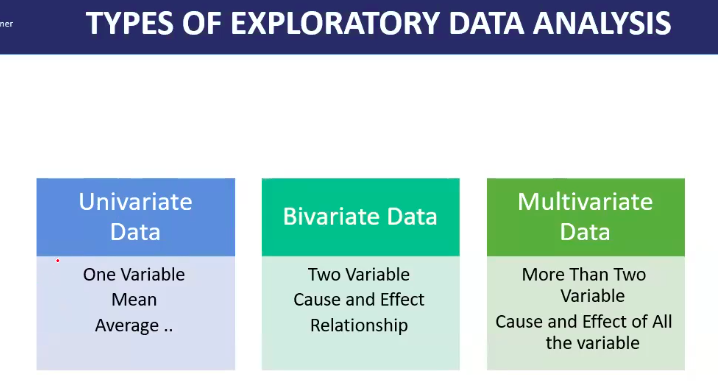 ner
TYPES OF EXPLORATORY DATA ANALYSIS
Univariate
Data
One Variable
Mean
Average ..
Bivariate Data
Two Variable
Cause and Effect
Relationship
Multivariate
Data
More Than Two
Variable
Cause and Effect of All
the variable